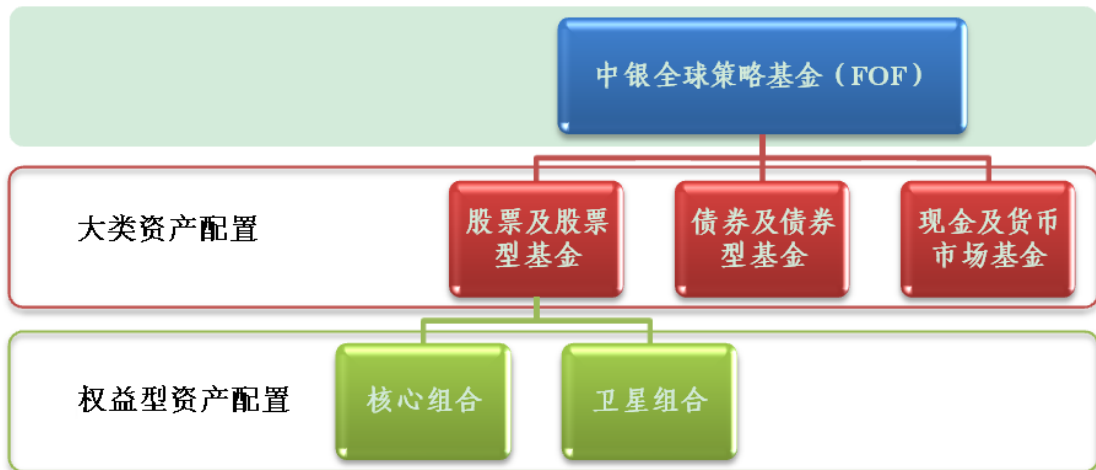 中银全球策略基金（FOF）
大类资产配置
股票及股票
型基金
债券及债券
型基金
现金及货币
市场基金
权益型资产配置
核心组合
卫星组合